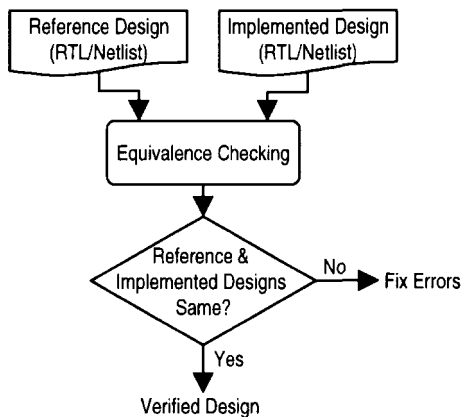 Reference Design
(RTL/Netlist)
Implemented Design
(RTL/Netlist)
Equivalence Checking
Reference &
Implemented Designs
Same?
No
Fix Errors
Yes
Verified Design